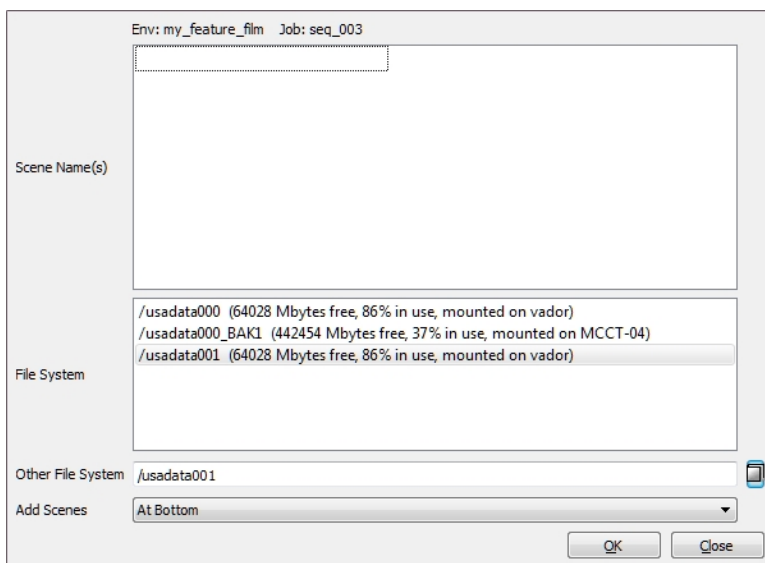 Env: my_feature_film Job: seq_003
Scene Name(s)
/usadata000 (64028 Mbytes free, 86% in use, mounted on vador)
/usadata000_BAK1 (442454 Mbytes free, 37% in use, mounted on MCCT-04)
/usadata001 (64028 Mbytes free, 86% in use, mounted on vador)
File System
Other File System /usadata001
Add Scenes At Bottom
OK Close